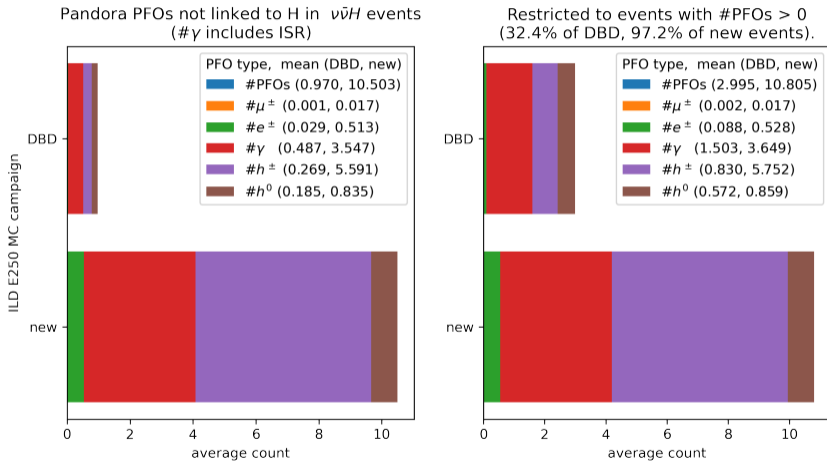 Pandora PFOs not linked to H in νν̄H events
(#γ includes ISR)
PFO type, mean (DBD, new)
#PFOs (0.970, 10.503)
#μ± (0.001, 0.017)
#e± (0.029, 0.513)
#γ (0.487, 3.547)
#h± (0.269, 5.591)
#h⁰ (0.185, 0.835)
ILD E250 MC campaign
DBD
new
0 2 4 6 8 10
average count
Restricted to events with #PFOs > 0
(32.4% of DBD, 97.2% of new events).
PFO type, mean (DBD, new)
#PFOs (2.995, 10.805)
#μ± (0.002, 0.017)
#e± (0.088, 0.528)
#γ (1.503, 3.649)
#h± (0.830, 5.752)
#h⁰ (0.572, 0.859)
DBD
new
0 2 4 6 8 10
average count